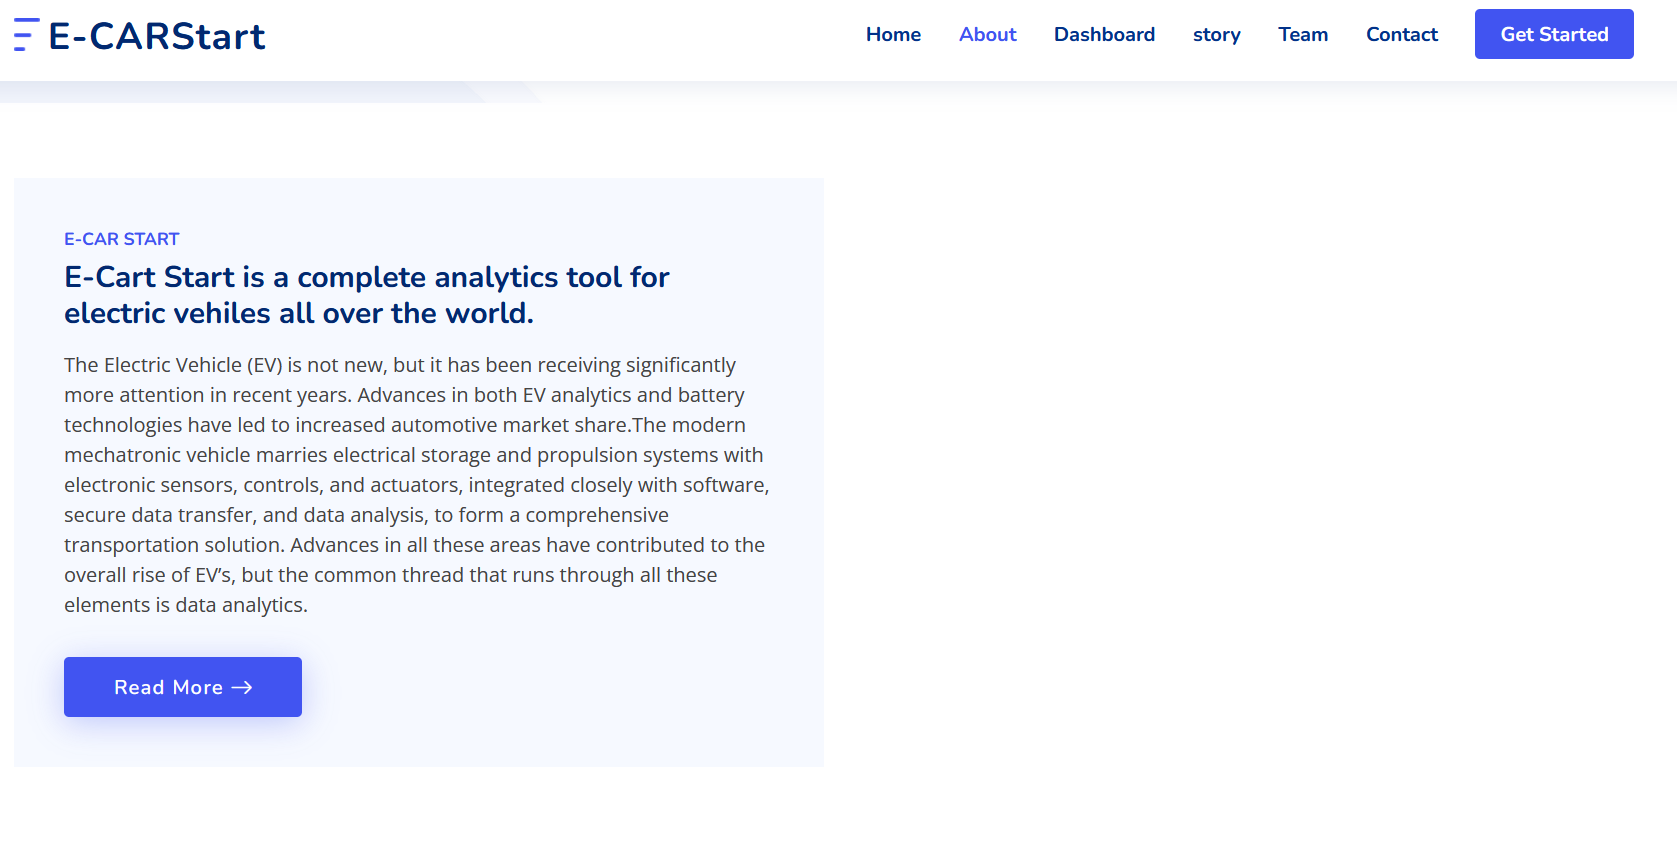 E-CARStart
Home About Dashboard story Team Contact Get Started
E-CAR START
E-Cart Start is a complete analytics tool for
electric vehiles all over the world.
The Electric Vehicle (EV) is not new, but it has been receiving significantly
more attention in recent years. Advances in both EV analytics and battery
technologies have led to increased automotive market share.The modern
mechatronic vehicle marries electrical storage and propulsion systems with
electronic sensors, controls, and actuators, integrated closely with software,
secure data transfer, and data analysis, to form a comprehensive
transportation solution. Advances in all these areas have contributed to the
overall rise of EV’s, but the common thread that runs through all these
elements is data analytics.
Read More →